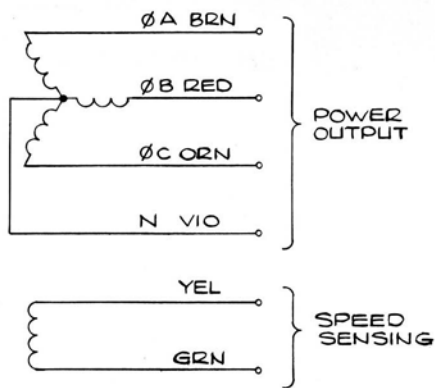 ØA BRN
ØB RED
ØC ORN
N VIO
POWER
OUTPUT
YEL
GRN
SPEED
SENSING